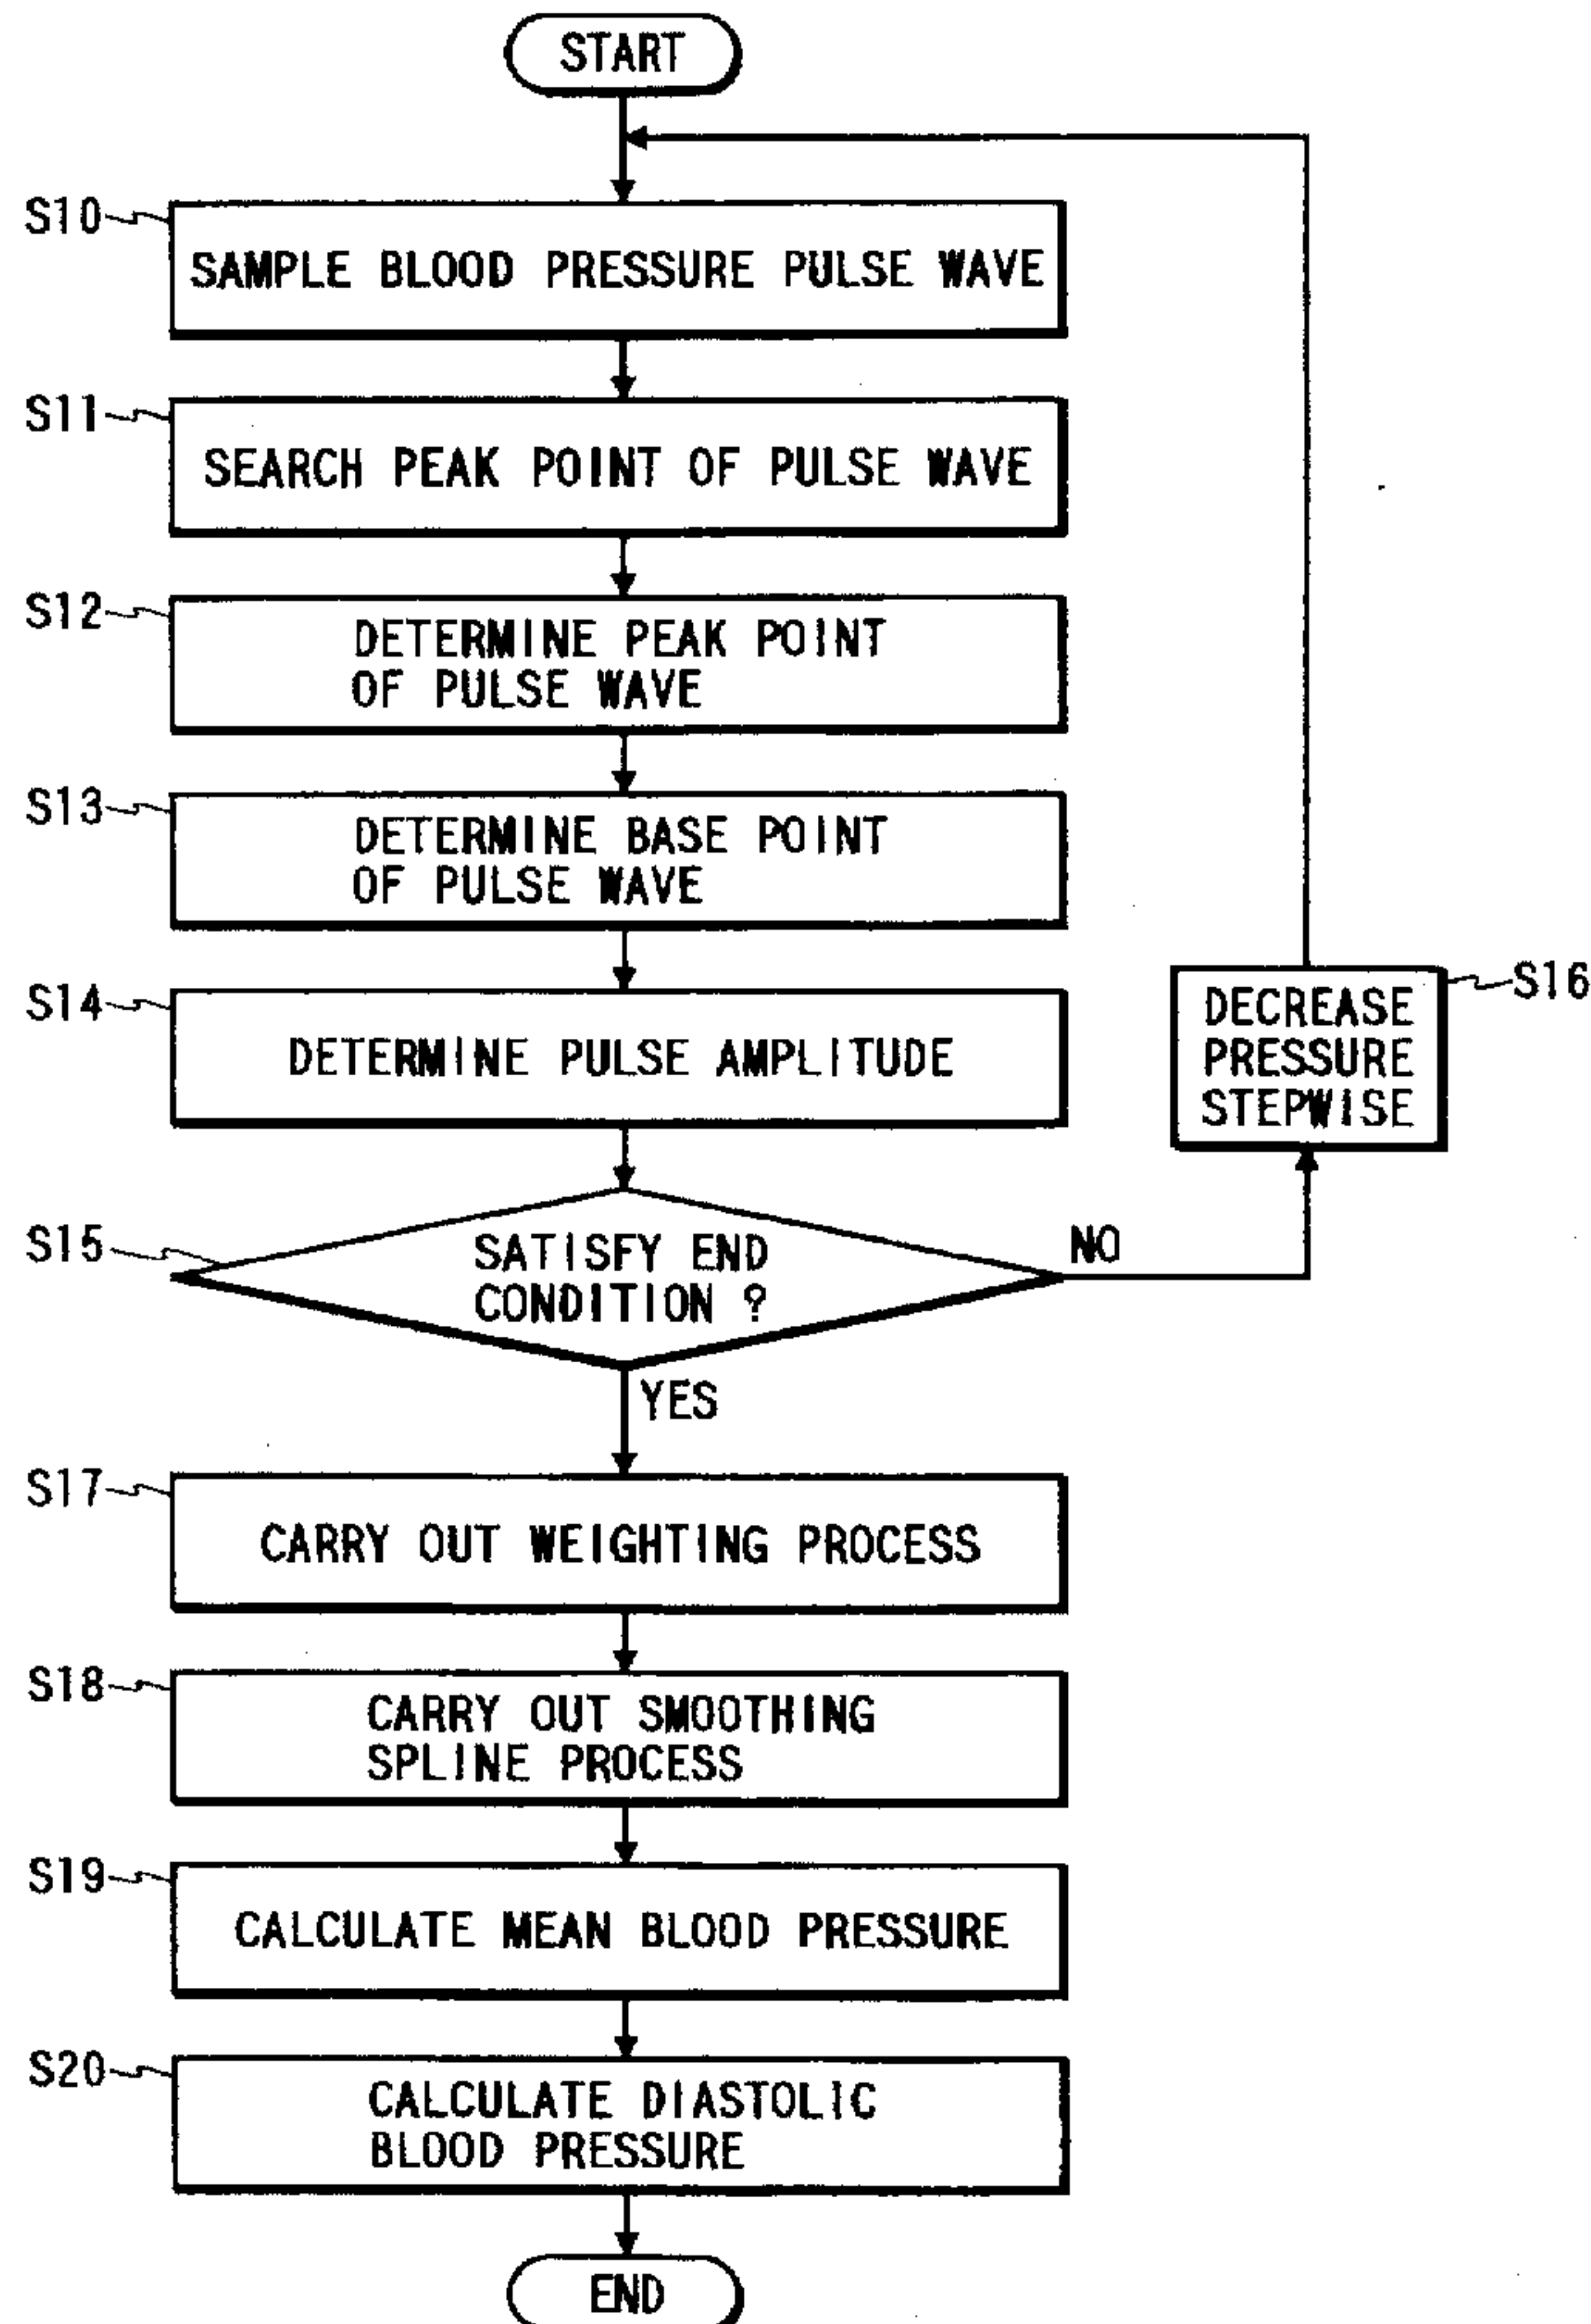 START
S10
SAMPLE BLOOD PRESSURE PULSE WAVE
S11
SEARCH PEAK POINT OF PULSE WAVE
S12
DETERMINE PEAK POINT
OF PULSE WAVE
S13
DETERMINE BASE POINT
OF PULSE WAVE
S14
DETERMINE PULSE AMPLITUDE
S16
DECREASE
PRESSURE
STEPWISE
S15
SATISFY END
CONDITION ?
NO
YES
S17
CARRY OUT WEIGHTING PROCESS
S18
CARRY OUT SMOOTHING
SPLINE PROCESS
S19
CALCULATE MEAN BLOOD PRESSURE
S20
CALCULATE DIASTOLIC
BLOOD PRESSURE
END